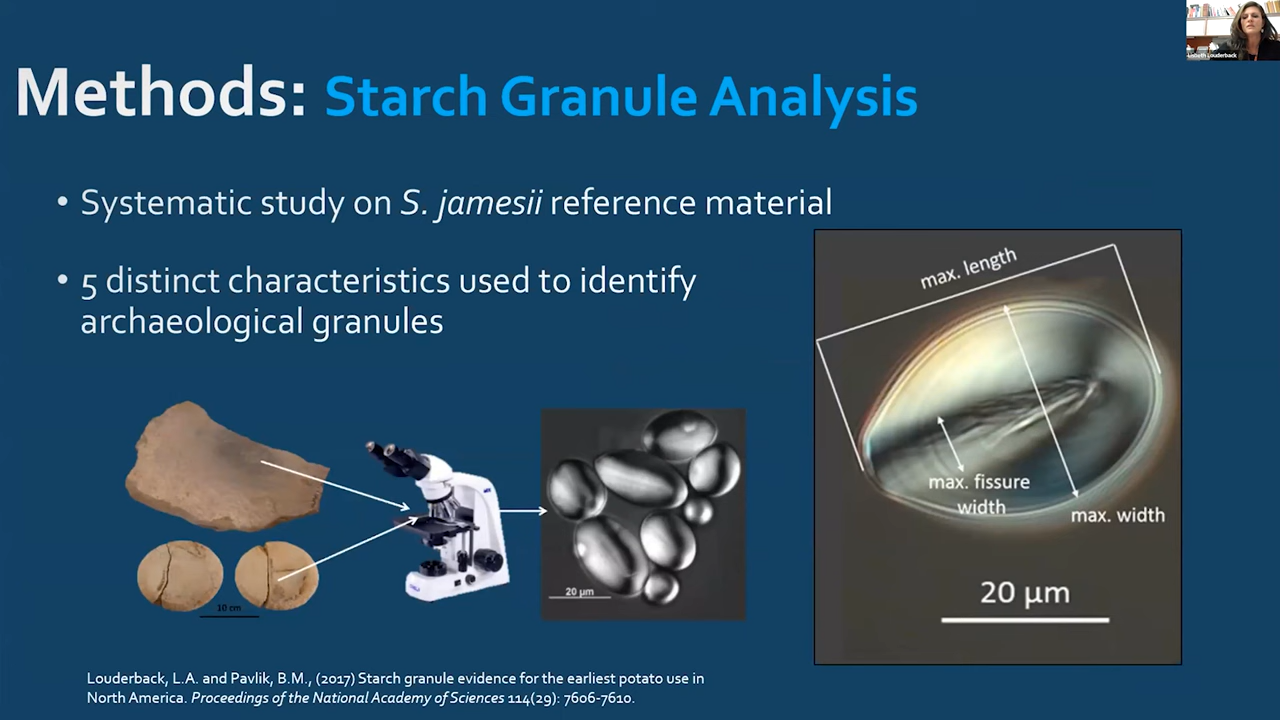 Methods: Starch Granule Analysis
• Systematic study on S. jamesii reference material
• 5 distinct characteristics used to identify
archaeological granules
max. length
max. fissure
width
max. width
20 µm
20 µm
10 cm
Louderback, L.A. and Pavlik, B.M., (2017) Starch granule evidence for the earliest potato use in
North America. Proceedings of the National Academy of Sciences 114(29): 7606-7610.
Louderback